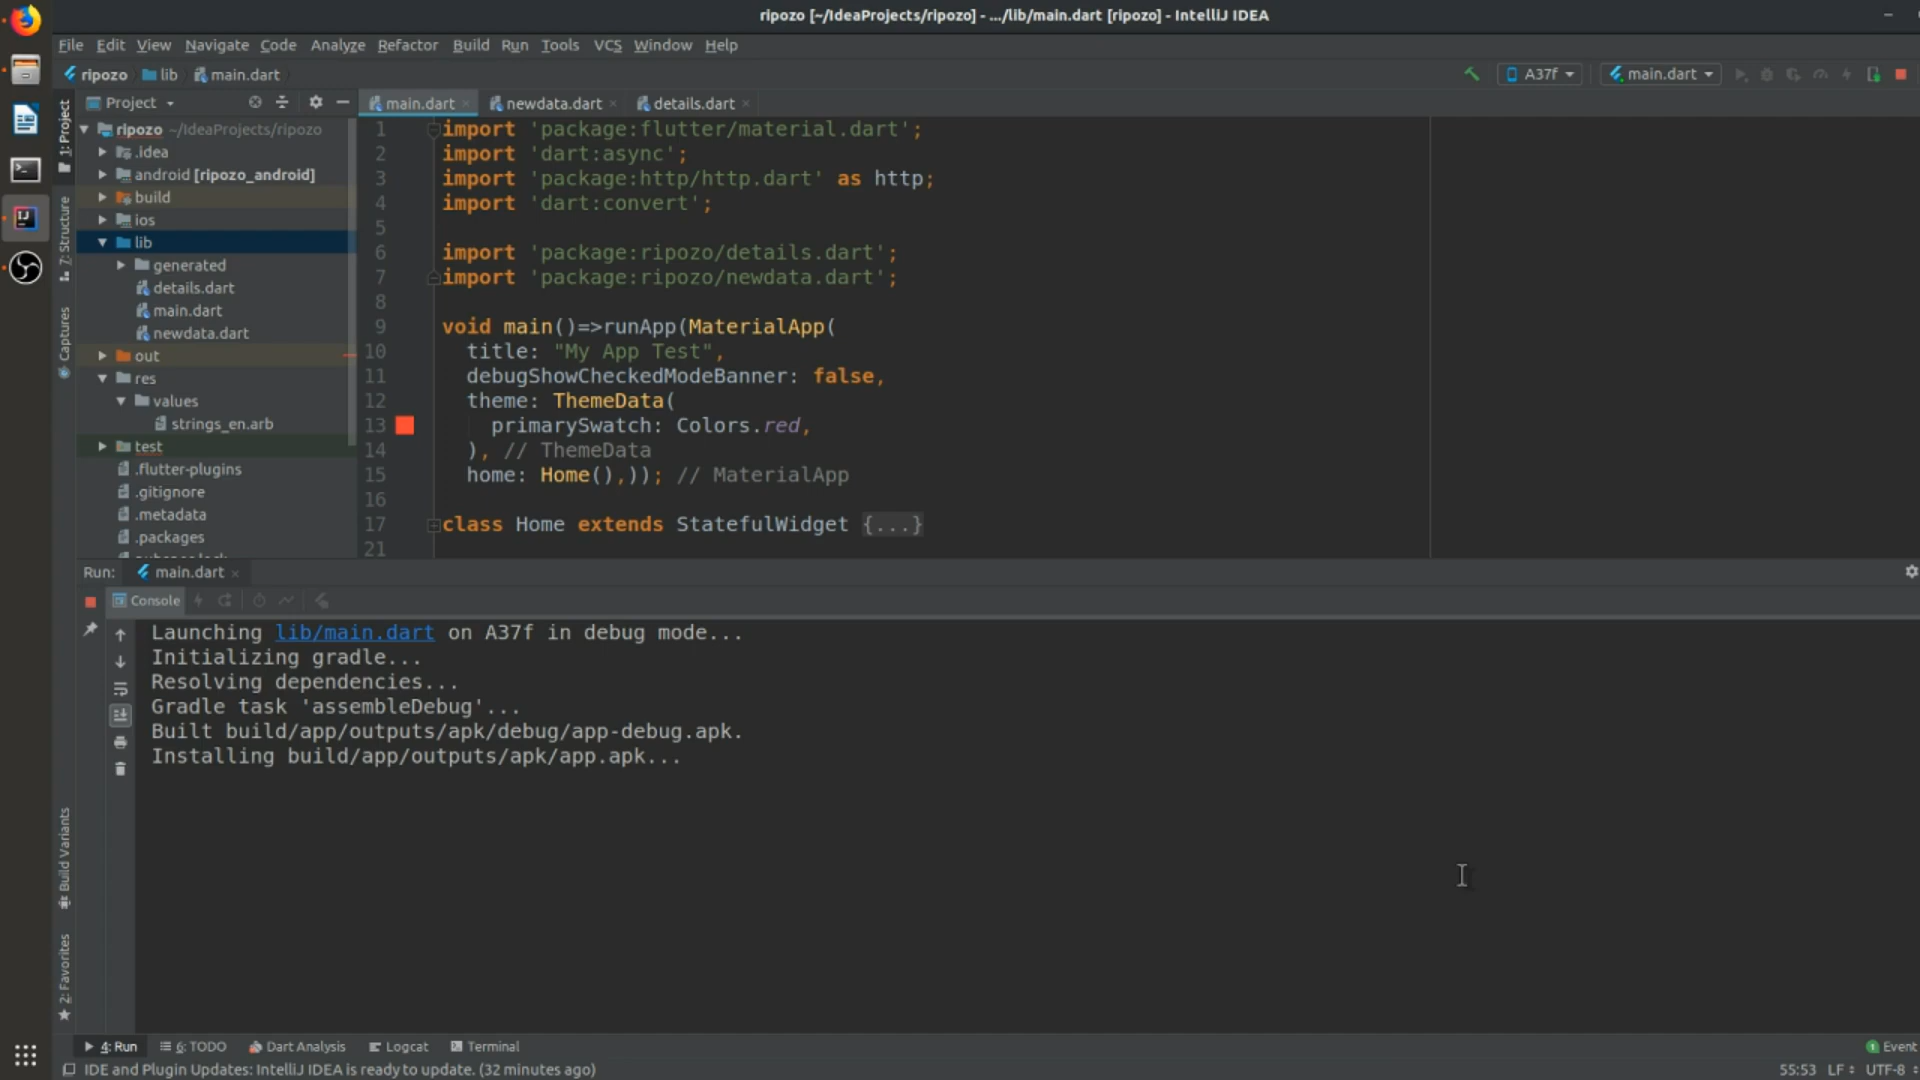 ripozo [~/IdeaProjects/ripozo] - .../lib/main.dart [ripozo] - IntelliJ IDEA
File Edit View Navigate Code Analyze Refactor Build Run Tools VCS Window Help
ripozo lib main.dart
A37f main.dart
Project
main.dart newdata.dart details.dart
1: Project
7: Structure
Captures
Build Variants
2: Favorites
ripozo ~/IdeaProjects/ripozo
.idea
android [ripozo_android]
build
ios
lib
generated
details.dart
main.dart
newdata.dart
out
res
values
strings_en.arb
test
.flutter-plugins
.gitignore
.metadata
.packages
1 import 'package:flutter/material.dart';
2 import 'dart:async';
3 import 'package:http/http.dart' as http;
4 import 'dart:convert';
5
6 import 'package:ripozo/details.dart';
7 import 'package:ripozo/newdata.dart';
8
9 void main()=>runApp(MaterialApp(
10 title: "My App Test",
11 debugShowCheckedModeBanner: false,
12 theme: ThemeData(
13 primarySwatch: Colors.red,
14 ), // ThemeData
15 home: Home(),)); // MaterialApp
16
17 class Home extends StatefulWidget {...}
21
Run: main.dart
Console
Launching lib/main.dart on A37f in debug mode...
Initializing gradle...
Resolving dependencies...
Gradle task 'assembleDebug'...
Built build/app/outputs/apk/debug/app-debug.apk.
Installing build/app/outputs/apk/app.apk...
4: Run 6: TODO Dart Analysis Logcat Terminal
1 Event
IDE and Plugin Updates: IntelliJ IDEA is ready to update. (32 minutes ago)
55:53 LF UTF-8